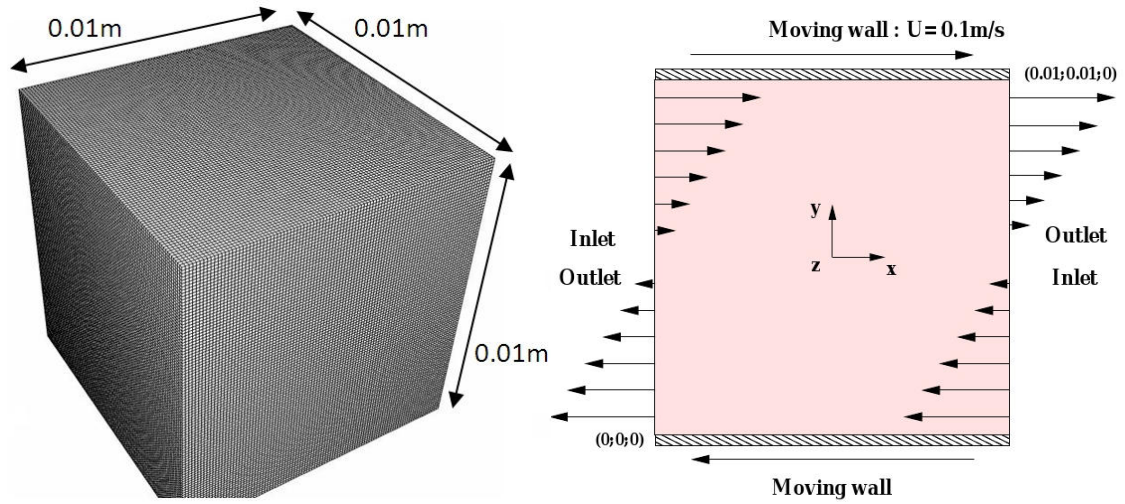 0.01m
0.01m
0.01m
Moving wall : U= 0.1m/s
(0.01;0.01;0)
y
z
x
Inlet
Outlet
Outlet
Inlet
(0;0;0)
Moving wall